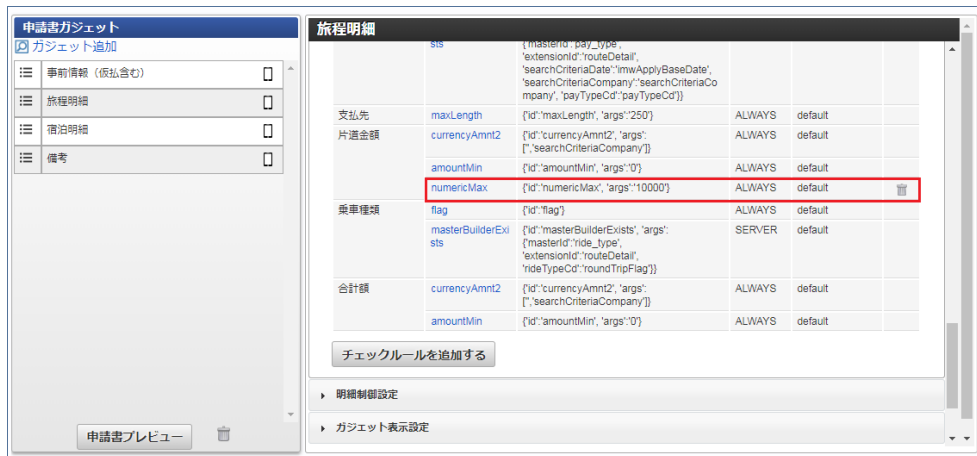 申請書ガジェット
ガジェット追加
事前情報（仮払含む）
旅程明細
宿泊明細
備考
申請書プレビュー
旅程明細
sts {'masterId':'pay_type',
'extensionId':'routeDetail',
'searchCriteriaDate':'imwApplyBaseDate',
'searchCriteriaCompany':'searchCriteriaCo
mpany', 'payTypeCd':'payTypeCd'}}
支払先 maxLength {'id':'maxLength', 'args':'250'} ALWAYS default
片道金額 currencyAmnt2 {'id':'currencyAmnt2', 'args': ALWAYS default
['','searchCriteriaCompany']}
amountMin {'id':'amountMin', 'args':'0'} ALWAYS default
numericMax {'id':'numericMax', 'args':'10000'} ALWAYS default
乗車種類 flag {'id':'flag'} ALWAYS default
masterBuilderExi {'id':'masterBuilderExists', 'args': SERVER default
sts {'masterId':'ride_type',
'extensionId':'routeDetail',
'rideTypeCd':'roundTripFlag'}}
合計額 currencyAmnt2 {'id':'currencyAmnt2', 'args': ALWAYS default
['','searchCriteriaCompany']}
amountMin {'id':'amountMin', 'args':'0'} ALWAYS default
チェックルールを追加する
明細制御設定
ガジェット表示設定